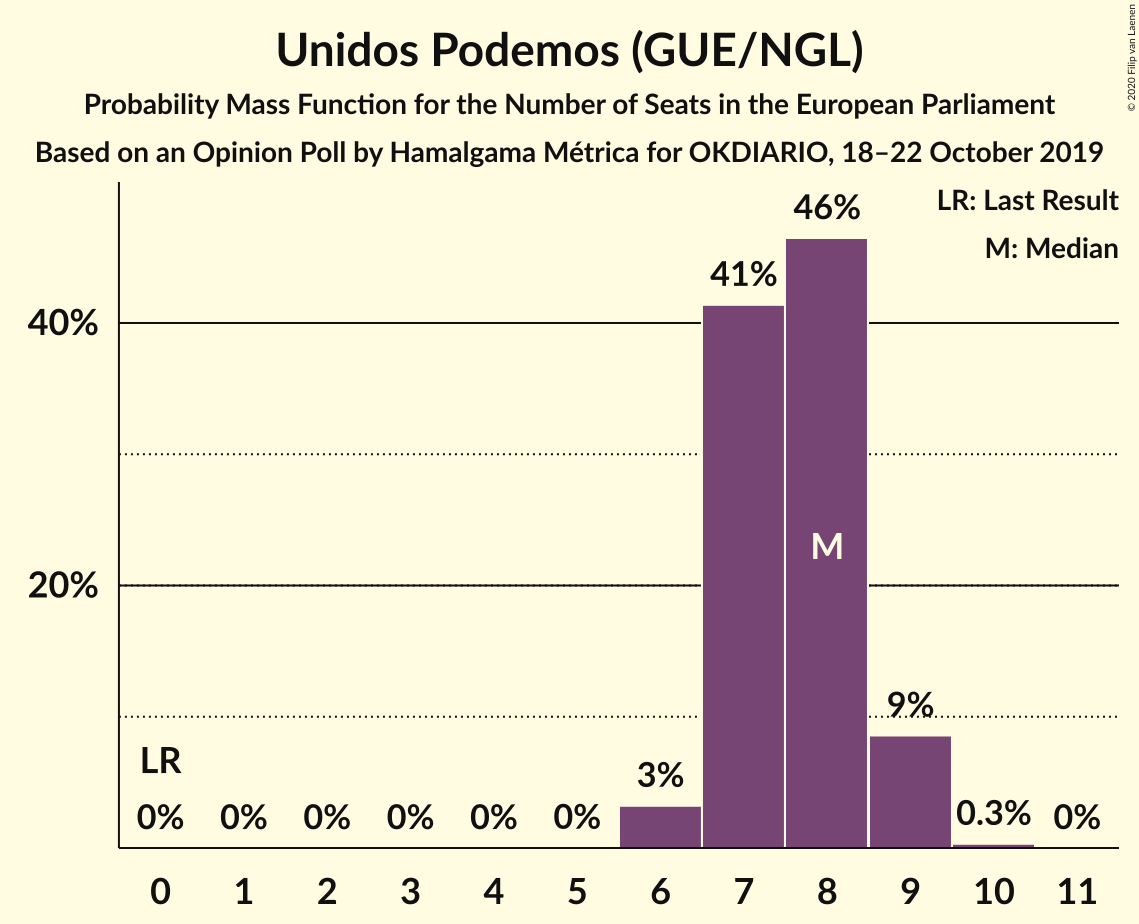 Unidos Podemos (GUE/NGL)
Probability Mass Function for the Number of Seats in the European Parliament
Based on an Opinion Poll by Hamalgama Métrica for OKDIARIO, 18–22 October 2019
© 2020 Filip van Laenen
LR: Last Result
M: Median
46%
41%
40%
M
20%
9%
LR
3%
0% 0% 0% 0% 0% 0% 0.3% 0%
0 1 2 3 4 5 6 7 8 9 10 11